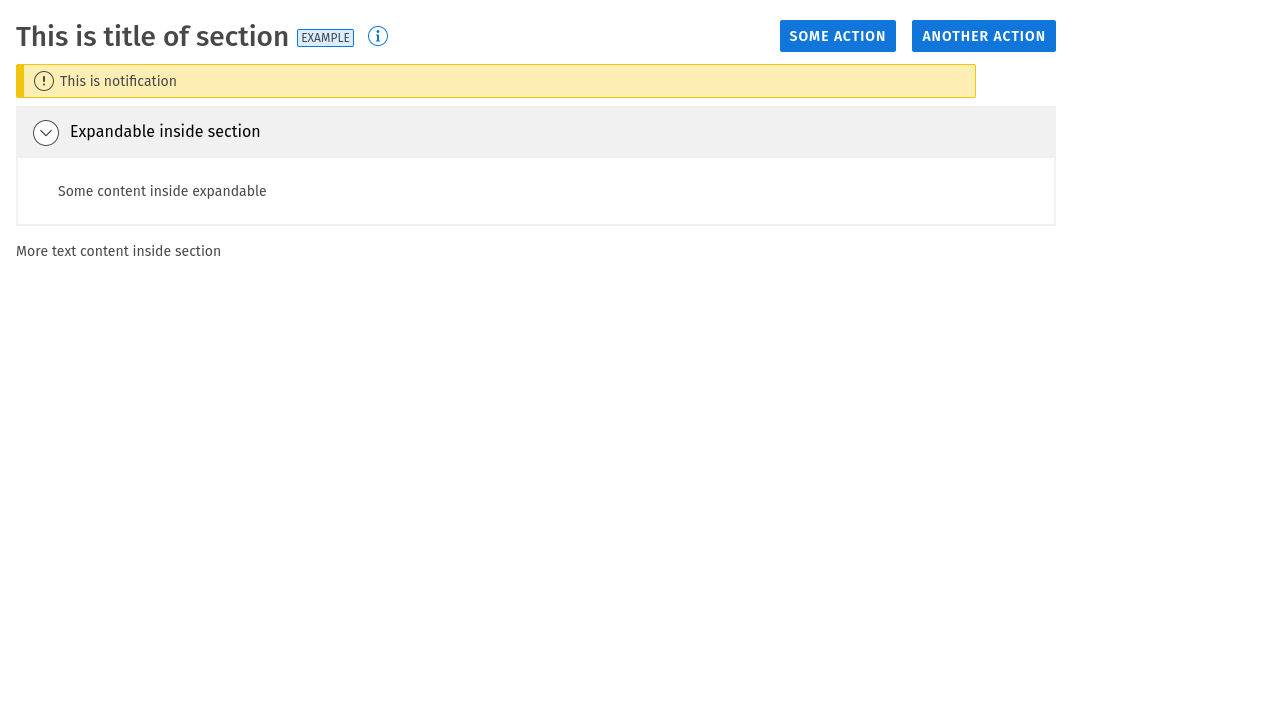 This is title of section EXAMPLE SOME ACTION ANOTHER ACTION
This is notification
Expandable inside section
Some content inside expandable
More text content inside section